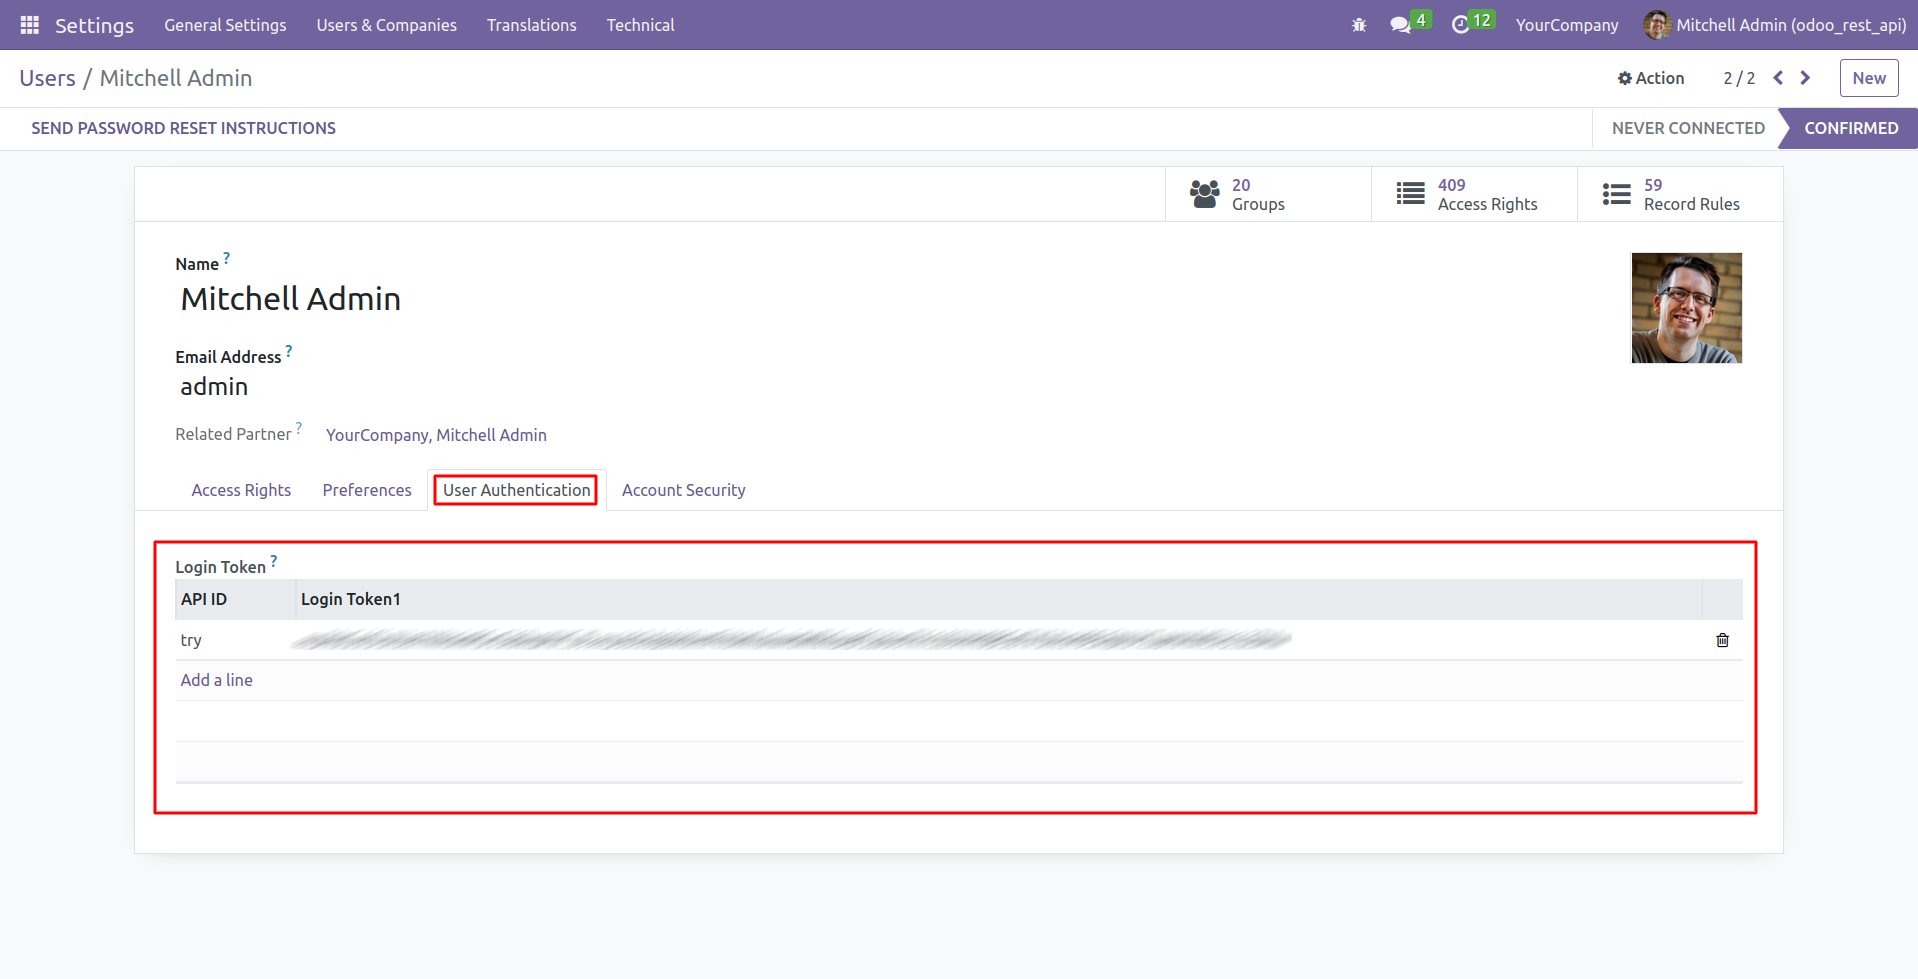 Settings General Settings Users & Companies Translations Technical 4 12 YourCompany Mitchell Admin (odoo_rest_api)
Users / Mitchell Admin Action 2 / 2 New
SEND PASSWORD RESET INSTRUCTIONS NEVER CONNECTED CONFIRMED
20 Groups
409 Access Rights
59 Record Rules
Name ?
Mitchell Admin
Email Address ?
admin
Related Partner ? YourCompany, Mitchell Admin
Access Rights Preferences User Authentication Account Security
Login Token ?
API ID Login Token1
try
Add a line